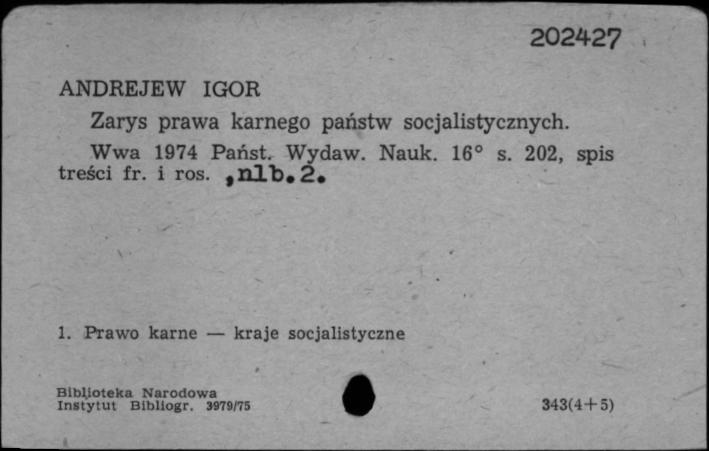 202427
ANDREJEW IGOR
Zarys prawa karnego państw socjalistycznych.
Wwa 1974 Państ. Wydaw. Nauk. 16° s. 202, spis
treści fr. i ros. ,nlb.2.
1. Prawo karne — kraje socjalistyczne
Biblioteka Narodowa
Instytut Bibliogr. 3979/75
343(4+5)